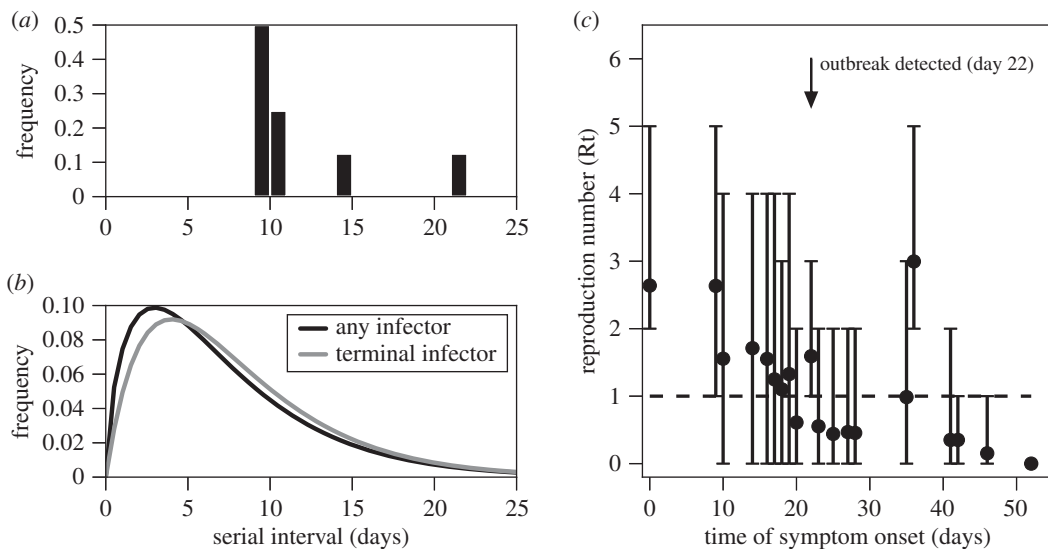 (a)
0.5
0.4
0.3
0.2
0.1
0
frequency
0 5 10 15 20 25
(b)
0.10
0.08
0.06
0.04
0.02
0
frequency
any infector
terminal infector
0 5 10 15 20 25
serial interval (days)
(c)
6
5
4
3
2
1
0
reproduction number (Rt)
outbreak detected (day 22)
0 10 20 30 40 50
time of symptom onset (days)